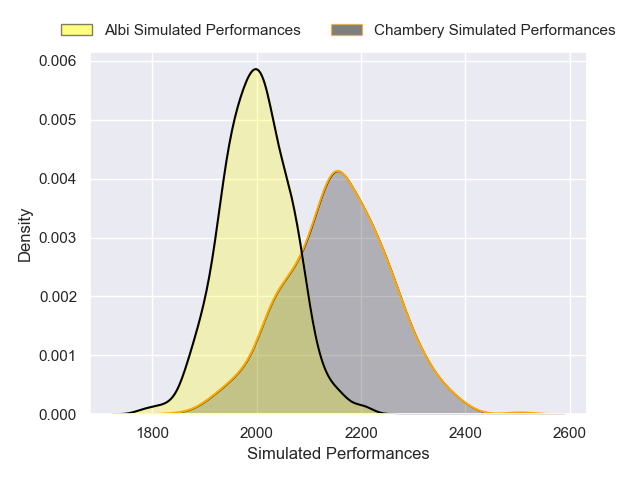 Albi Simulated Performances Chambery Simulated Performances
0.006
0.005
0.004
0.003
0.002
0.001
0.000
Density
1800 2000 2200 2400 2600
Simulated Performances